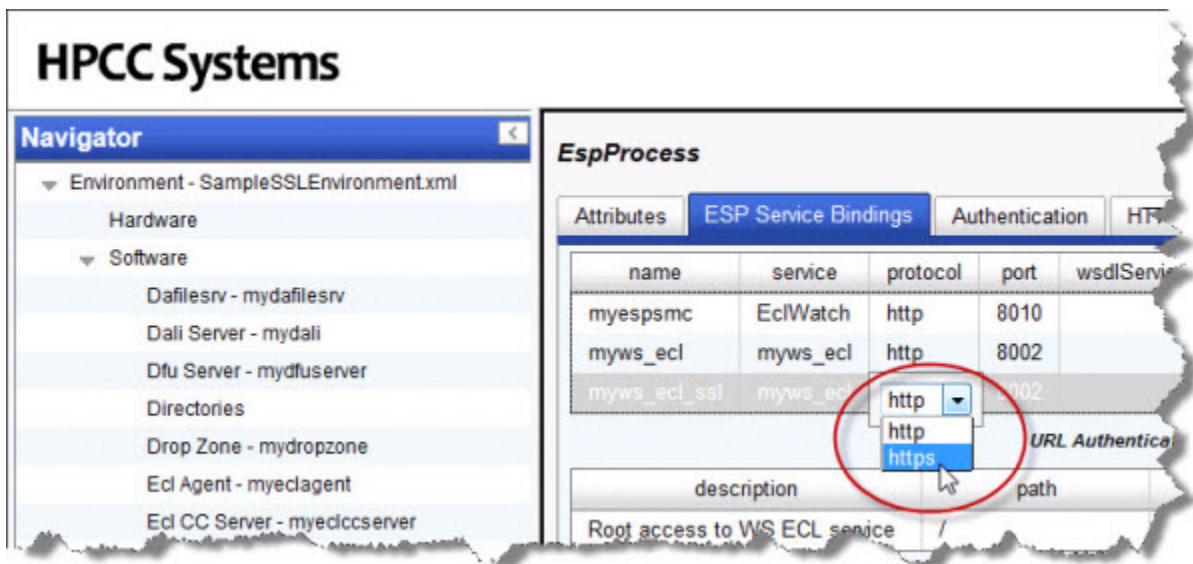 HPCC Systems
Navigator
Environment - SampleSSLEnvironment.xml
Hardware
Software
Dafilesrv - mydafilesrv
Dali Server - mydali
Dfu Server - mydfuserver
Directories
Drop Zone - mydropzone
Ecl Agent - myeclagent
Ecl CC Server - myeclccserver
EspProcess
Attributes ESP Service Bindings Authentication
name service protocol port
myespsmc EclWatch http 8010
myws_ecl myws_ecl http 8002
myws_ecl_ssl myws_ecl http 8002
http
https
URL
description path
Root access to WS ECL service /